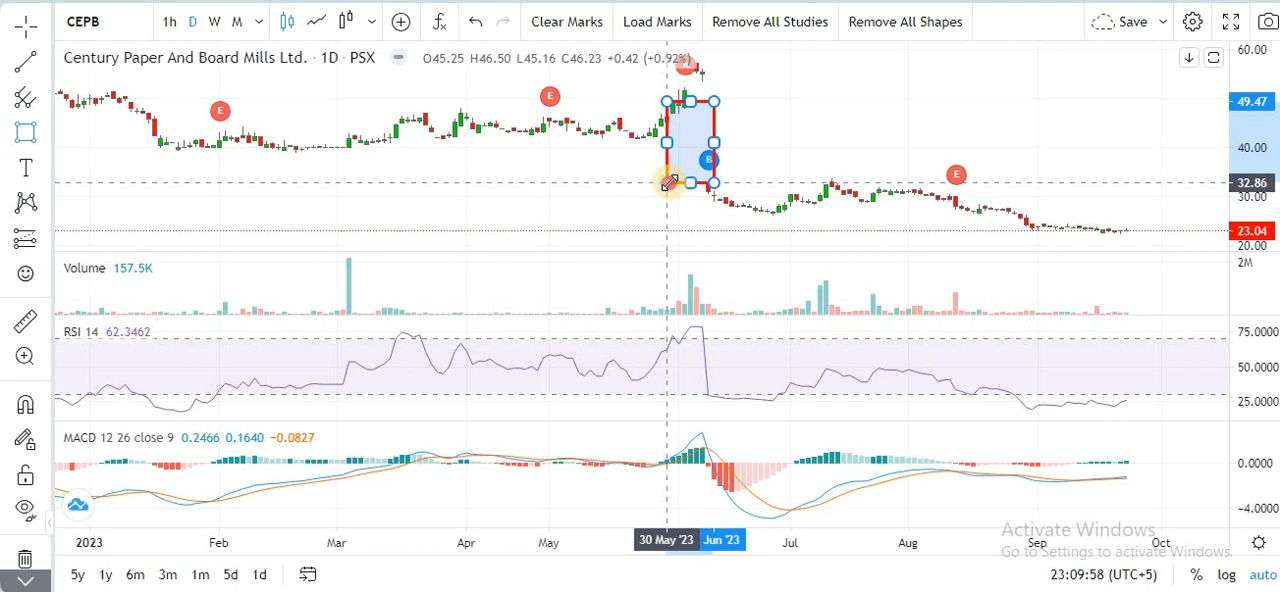 CEPB 1h D W M Clear Marks Load Marks Remove All Studies Remove All Shapes Save
Century Paper And Board Mills Ltd. · 1D · PSX O45.25 H46.50 L45.16 C46.23 +0.42 (+0.92%)
60.00
E
E
49.47
40.00
B
E
32.86
30.00
23.04
20.00
Volume 157.5K
2M
RSI 14 62.3462
75.0000
50.0000
25.0000
MACD 12 26 close 9 0.2466 0.1640 −0.0827
0.0000
−4.0000
Activate Windows
Go to Settings to activate Windows.
2023 Feb Mar Apr May 30 May '23 Jun '23 Jul Aug Sep Oct
5y 1y 6m 3m 1m 5d 1d 23:09:58 (UTC+5) % log auto